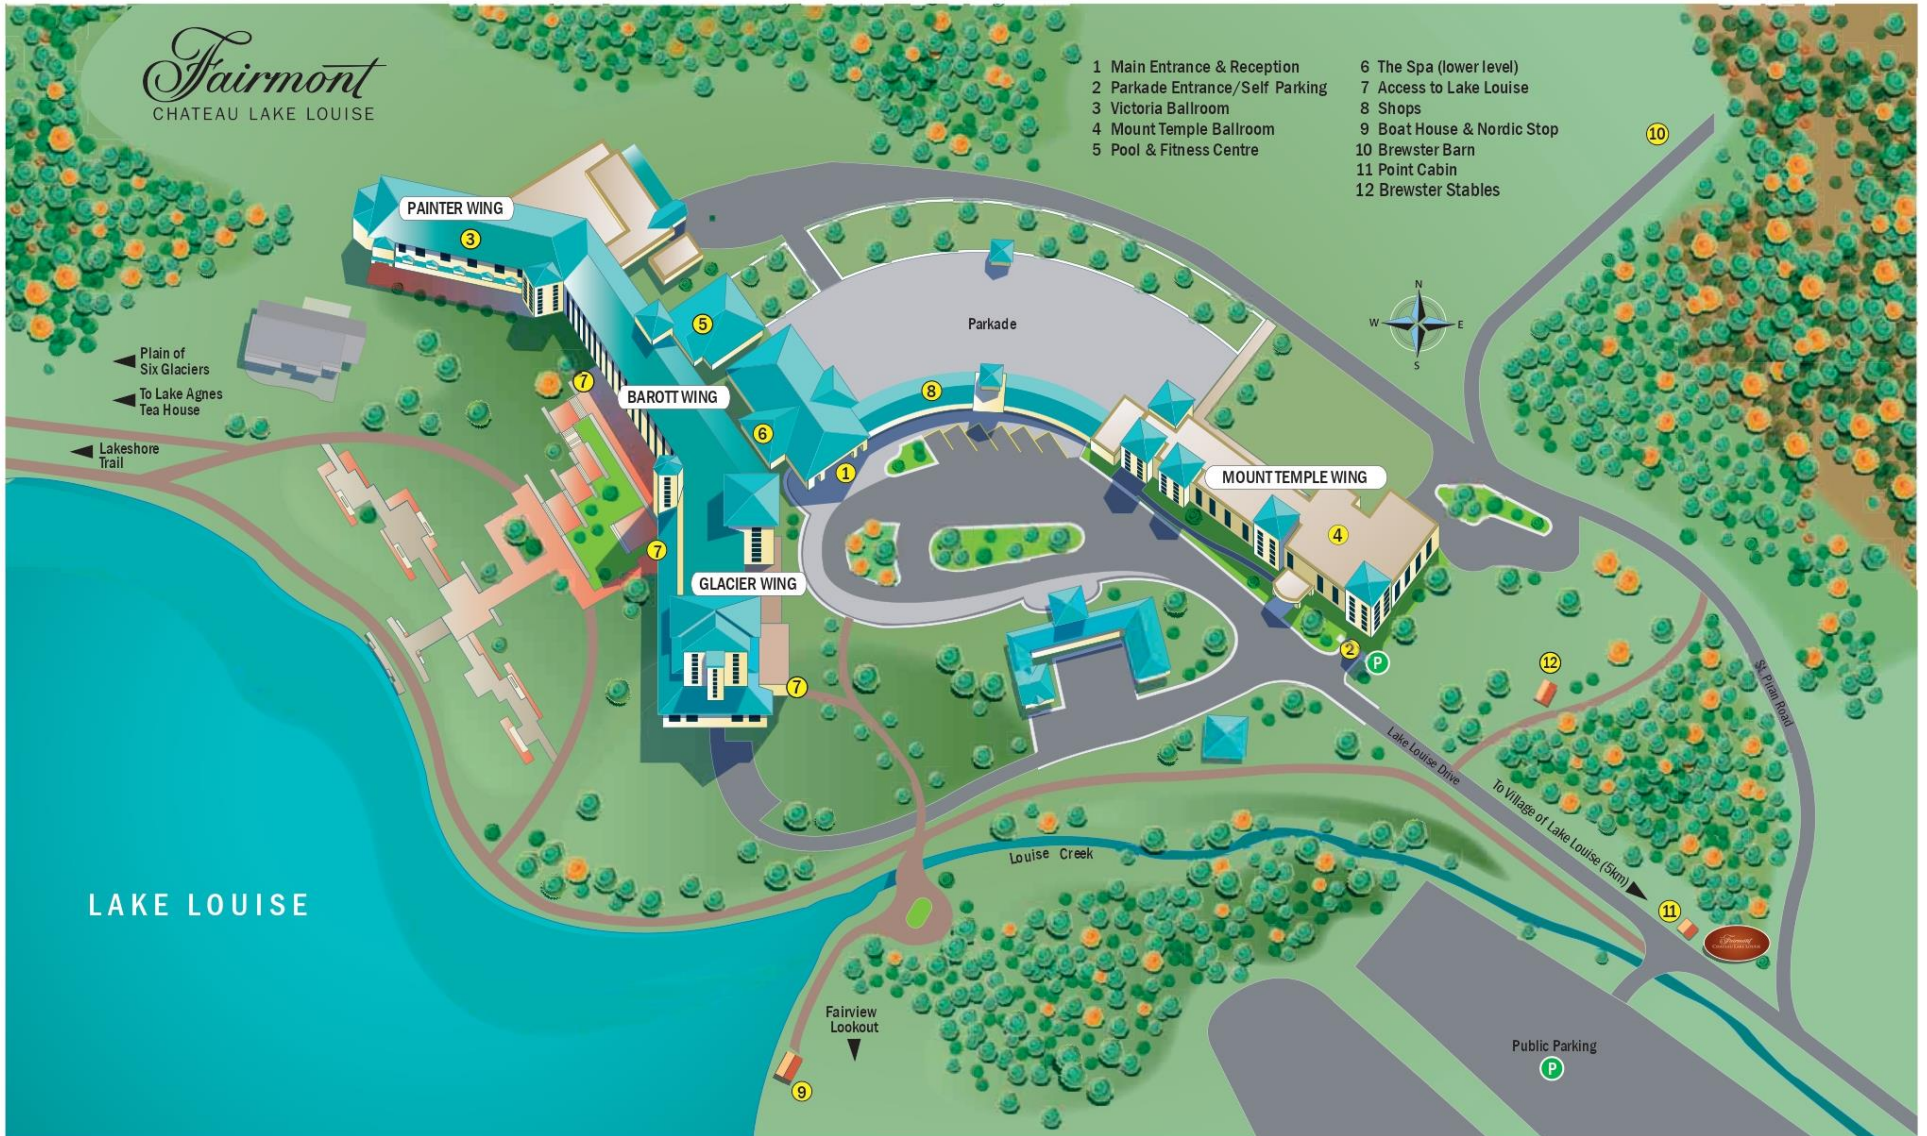 Fairmont
CHATEAU LAKE LOUISE
1 Main Entrance & Reception
2 Parkade Entrance/Self Parking
3 Victoria Ballroom
4 Mount Temple Ballroom
5 Pool & Fitness Centre
6 The Spa (lower level)
7 Access to Lake Louise
8 Shops
9 Boat House & Nordic Stop
10 Brewster Barn
11 Point Cabin
12 Brewster Stables
10
PAINTER WING
3
N
W E
S
5
Parkade
Plain of
Six Glaciers
To Lake Agnes
Tea House
Lakeshore
Trail
7
BAROTT WING
8
6
1
MOUNT TEMPLE WING
4
7
GLACIER WING
7
2
P
12
St. Piran Road
Lake Louise Drive
To Village of Lake Louise (5km)
Louise Creek
LAKE LOUISE
11
Fairmont
CHATEAU LAKE LOUISE
Fairview
Lookout
9
Public Parking
P